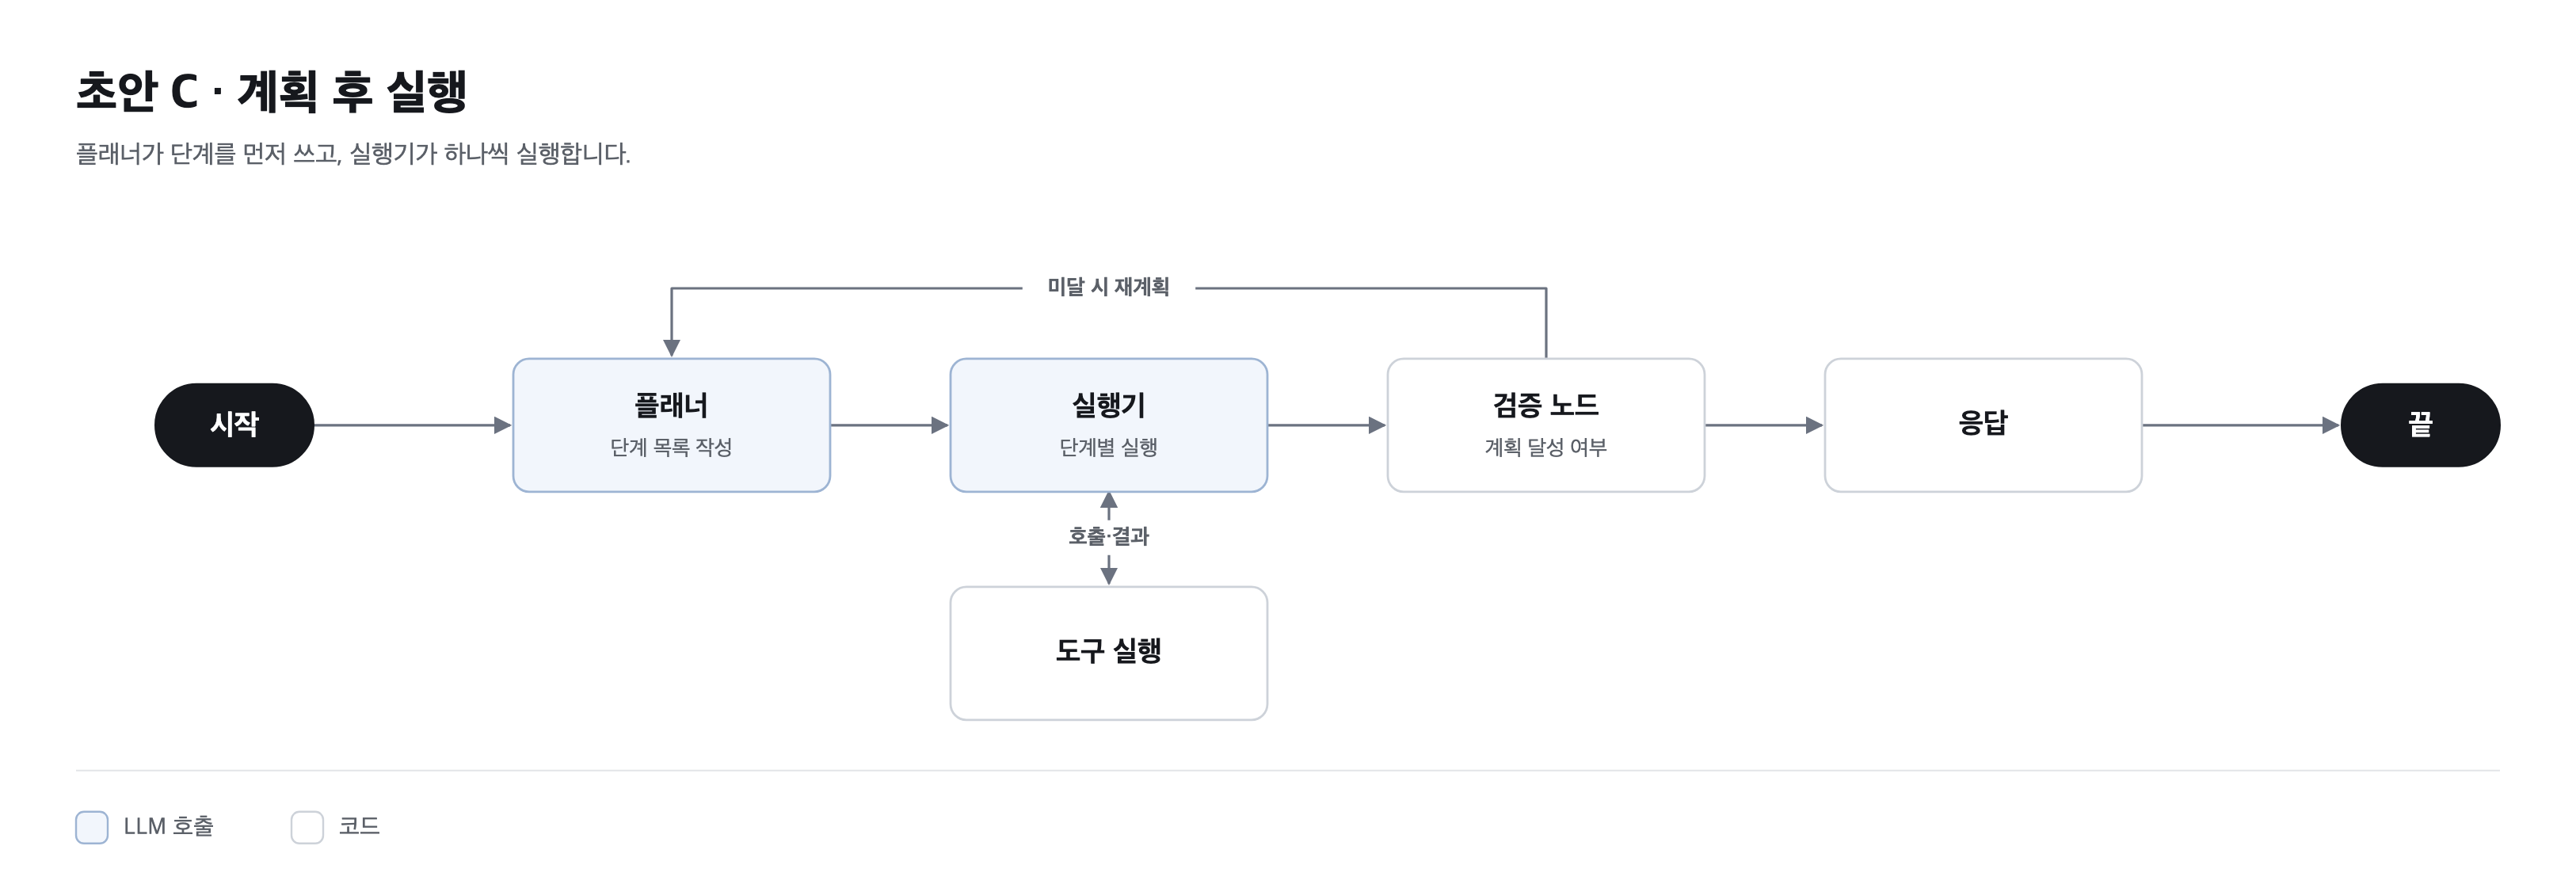 초안 C · 계획 후 실행
플래너가 단계를 먼저 쓰고, 실행기가 하나씩 실행합니다.
미달 시 재계획
시작
플래너
단계 목록 작성
실행기
단계별 실행
검증 노드
계획 달성 여부
응답
끝
호출·결과
도구 실행
LLM 호출
코드